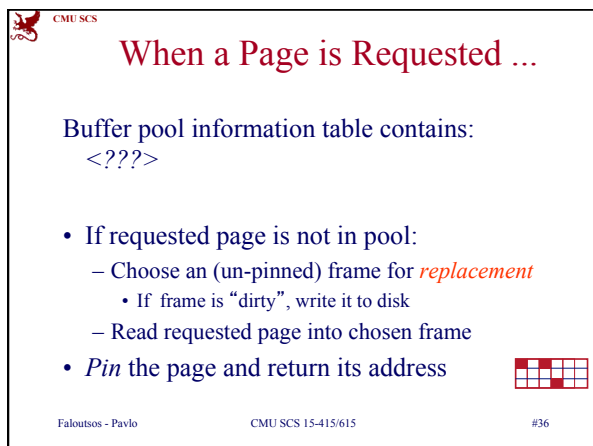 CMU SCS
When a Page is Requested ...
Buffer pool information table contains:
<???>
• If requested page is not in pool:
– Choose an (un-pinned) frame for replacement
• If frame is “dirty”, write it to disk
– Read requested page into chosen frame
• Pin the page and return its address
Faloutsos - Pavlo CMU SCS 15-415/615 #36